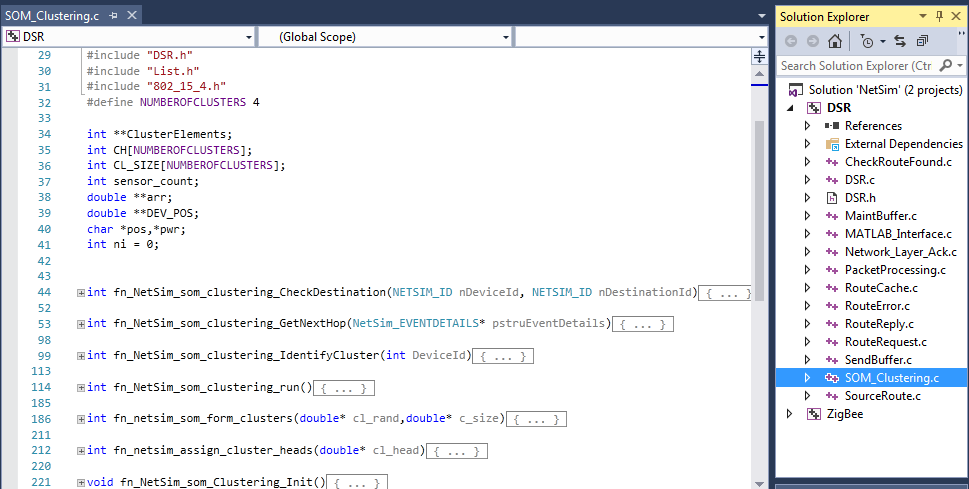 SOM_Clustering.c
DSR
(Global Scope)
29 #include "DSR.h"
30 #include "List.h"
31 #include "802_15_4.h"
32 #define NUMBEROFCLUSTERS 4
33
34 int **ClusterElements;
35 int CH[NUMBEROFCLUSTERS];
36 int CL_SIZE[NUMBEROFCLUSTERS];
37 int sensor_count;
38 double **arr;
39 double **DEV_POS;
40 char *pos,*pwr;
41 int ni = 0;
42
43
44 int fn_NetSim_som_clustering_CheckDestination(NETSIM_ID nDeviceId, NETSIM_ID nDestinationId){ ... }
52
53 int fn_NetSim_som_clustering_GetNextHop(NetSim_EVENTDETAILS* pstruEventDetails){ ... }
98
99 int fn_NetSim_som_clustering_IdentifyCluster(int DeviceId){ ... }
113
114 int fn_NetSim_som_clustering_run(){ ... }
185
186 int fn_netsim_som_form_clusters(double* cl_rand,double* c_size){ ... }
211
212 int fn_netsim_assign_cluster_heads(double* cl_head){ ... }
220
221 void fn_NetSim_som_Clustering_Init(){ ... }
Solution Explorer
Search Solution Explorer (Ctr
Solution 'NetSim' (2 projects)
DSR
References
External Dependencies
CheckRouteFound.c
DSR.c
DSR.h
MaintBuffer.c
MATLAB_Interface.c
Network_Layer_Ack.c
PacketProcessing.c
RouteCache.c
RouteError.c
RouteReply.c
RouteRequest.c
SendBuffer.c
SOM_Clustering.c
SourceRoute.c
ZigBee